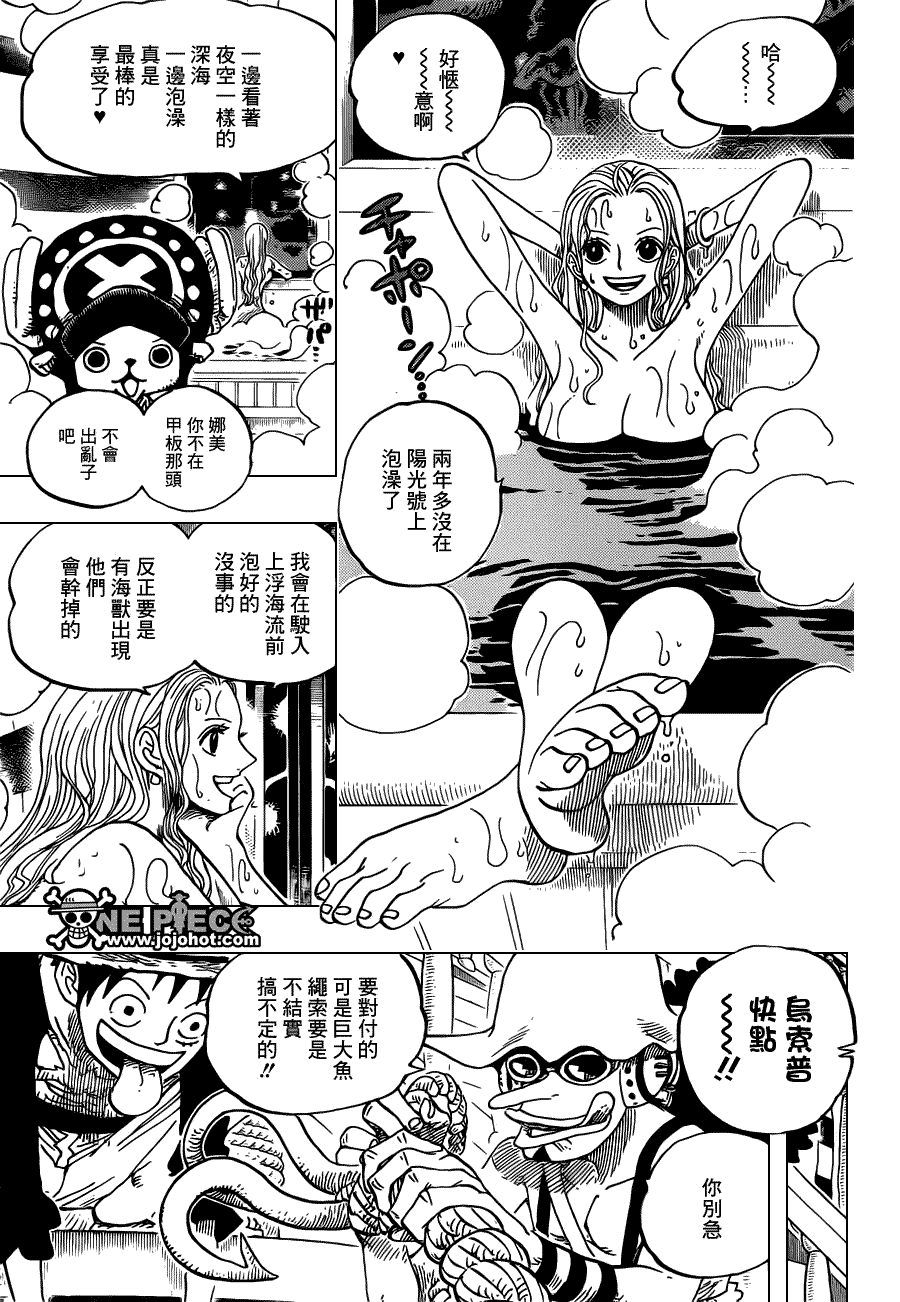 哈～～…
好愜～～
～～意啊
♥
兩年多沒在
陽光號上
泡澡了
チャポーン…
一邊看著
夜空一樣的
深海
一邊泡澡
真是
最棒的
享受了♥
娜美
你不在
甲板那頭
不會
出亂子
吧
我會在駛入
上浮海流前
泡好的
沒事的
反正要是
有海獸出現
他們
會幹掉的
ONE PIECE
www.jojohot.com
烏索普
快點
～～!!
你別急
要對付的
可是巨大魚
繩索要是
不結實
搞不定的!!